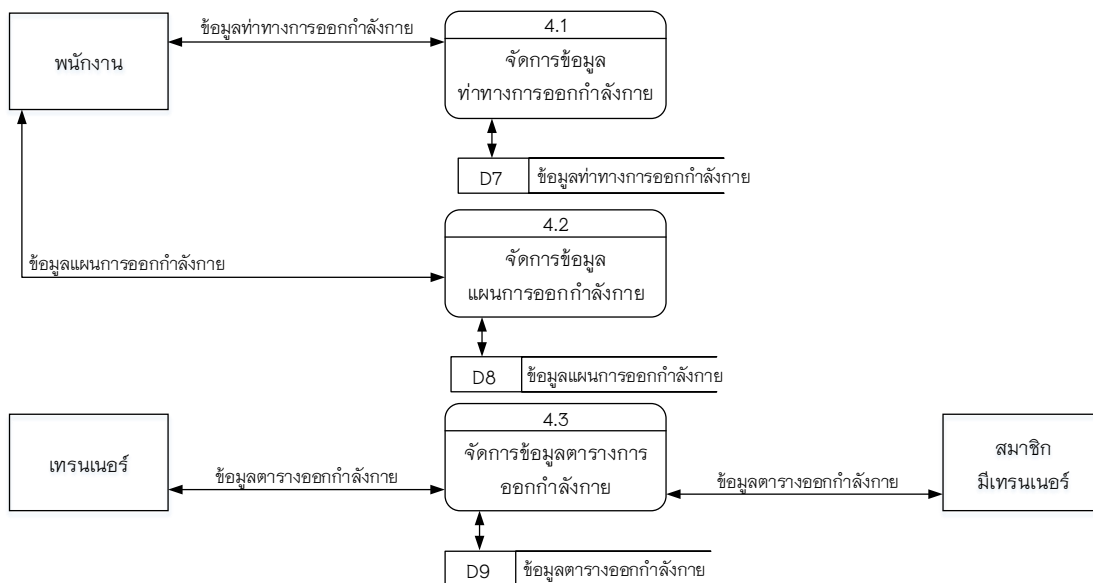 ข้อมูลท่าทางการออกกำลังกาย
พนักงาน
4.1
จัดการข้อมูล
ท่าทางการออกกำลังกาย
D7
ข้อมูลท่าทางการออกกำลังกาย
4.2
จัดการข้อมูล
แผนการออกกำลังกาย
ข้อมูลแผนการออกกำลังกาย
D8
ข้อมูลแผนการออกกำลังกาย
เทรนเนอร์
ข้อมูลตารางออกกำลังกาย
4.3
จัดการข้อมูลตารางการ
ออกกำลังกาย
ข้อมูลตารางออกกำลังกาย
สมาชิก
มีเทรนเนอร์
D9
ข้อมูลตารางออกกำลังกาย